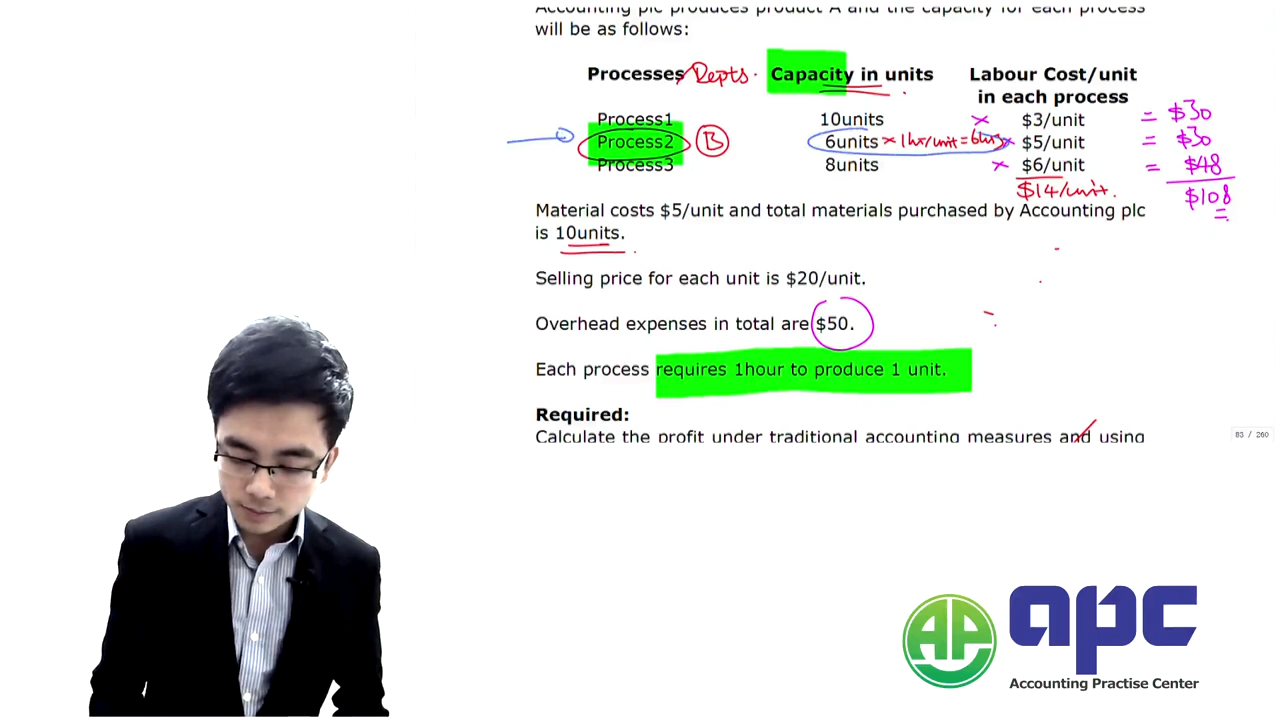 Accounting plc produces product A and the capacity for each process
will be as follows:
Processes Depts. Capacity in units Labour Cost/unit
in each process
Process1 10units × $3/unit = $30
Process2 B 6units × 1hr/unit = 6hrs × $5/unit = $30
Process3 8units × $6/unit = $48
$14/unit. $108
Material costs $5/unit and total materials purchased by Accounting plc
is 10units.
Selling price for each unit is $20/unit.
Overhead expenses in total are $50.
Each process requires 1hour to produce 1 unit.
Required:
Calculate the profit under traditional accounting measures and using
83 / 260
AP
apc
Accounting Practise Center